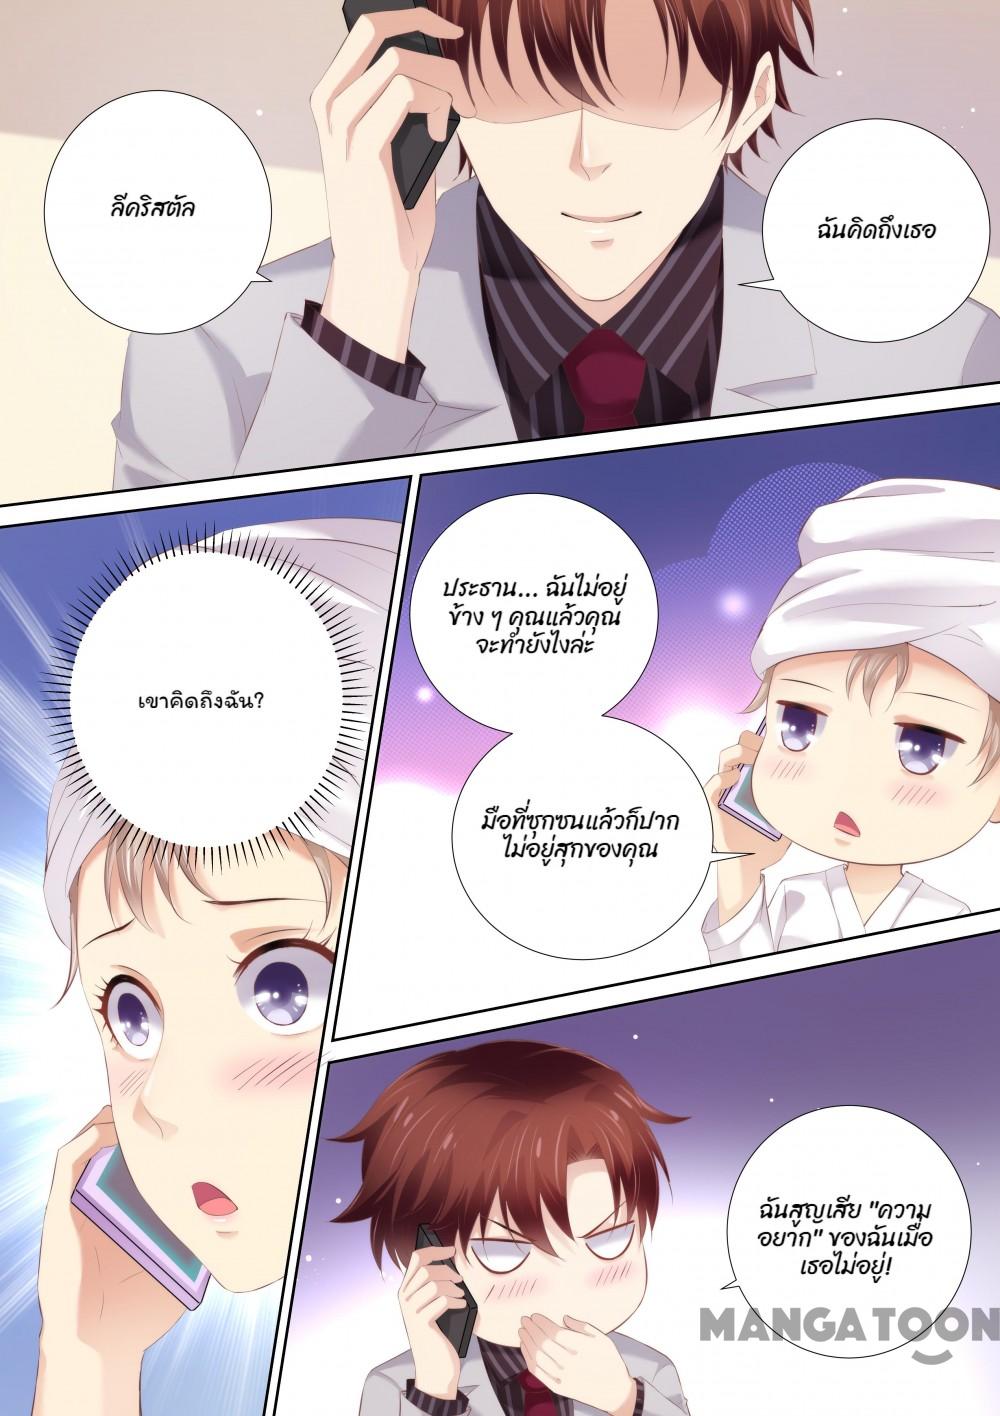 ลีคริสตัล
ฉันคิดถึงเธอ
ประธาน... ฉันไม่อยู่
ข้าง ๆ คุณแล้วคุณ
จะทำยังไงล่ะ
มือที่ซุกซนแล้วก็ปาก
ไม่อยู่สุกของคุณ
เขาคิดถึงฉัน?
ฉันสูญเสีย "ความ
อยาก" ของฉันเมื่อ
เธอไม่อยู่!
MANGATOON